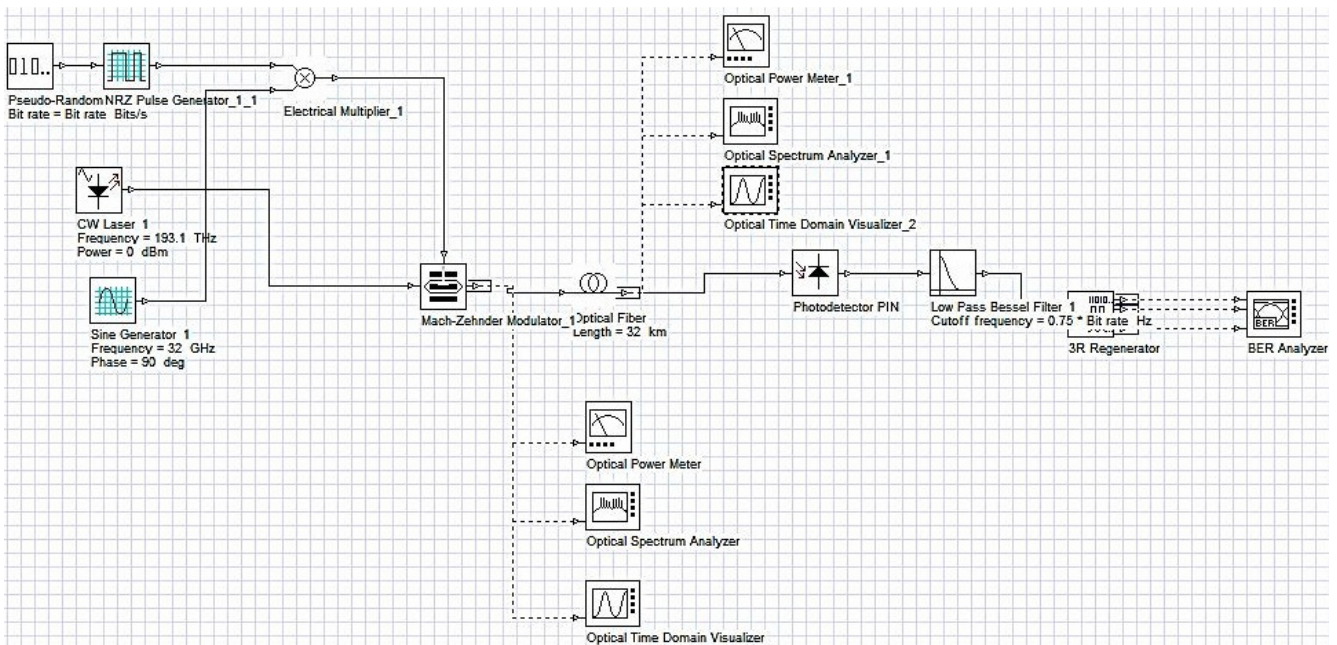 Optical Power Meter_1
010..
Pseudo-Random NRZ Pulse Generator_1_1
Bit rate = Bit rate Bits/s
Electrical Multiplier_1
Optical Spectrum Analyzer_1
CW Laser 1
Frequency = 193.1 THz
Power = 0 dBm
Optical Time Domain Visualizer_2
Sine Generator 1
Frequency = 32 GHz
Phase = 90 deg
Mach-Zehnder Modulator_1
Optical Fiber
Length = 32 km
Photodetector PIN
Low Pass Bessel Filter 1
Cutoff frequency = 0.75 * Bit rate Hz
3R Regenerator
BER
BER Analyzer
Optical Power Meter
Optical Spectrum Analyzer
Optical Time Domain Visualizer